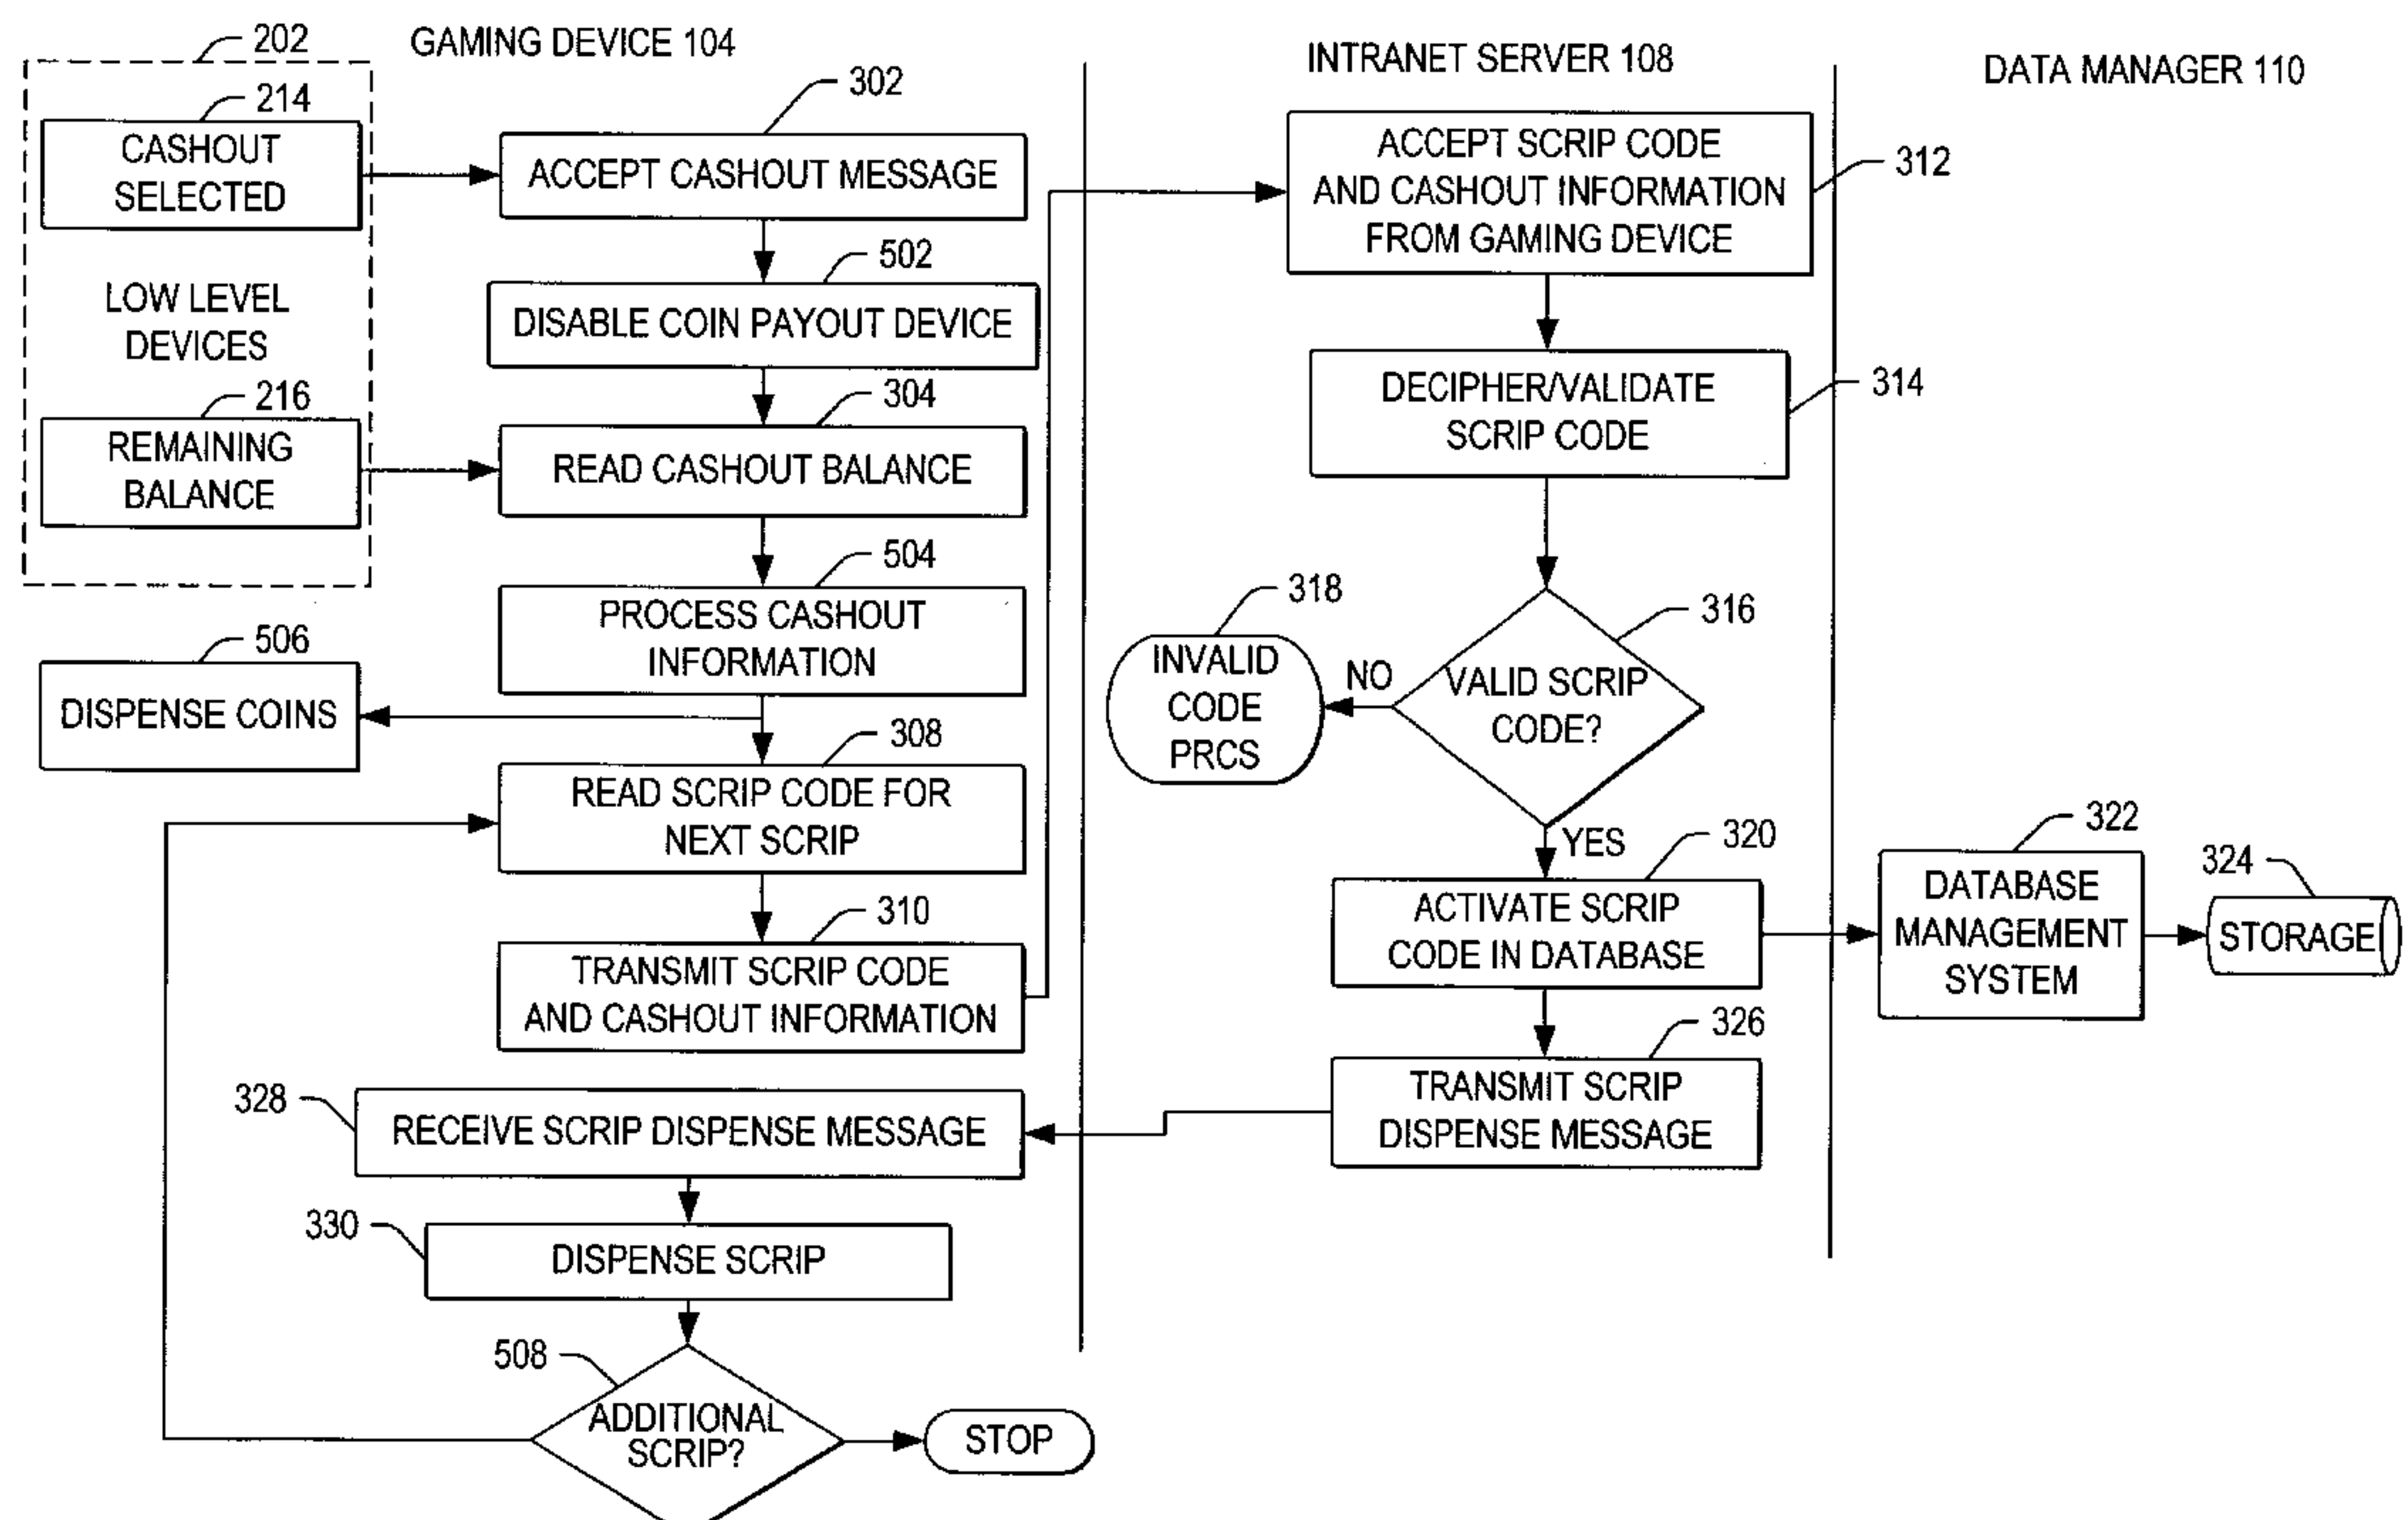 GAMING DEVICE 104
INTRANET SERVER 108
DATA MANAGER 110
202
214
CASHOUT
SELECTED
LOW LEVEL
DEVICES
216
REMAINING
BALANCE
302
ACCEPT CASHOUT MESSAGE
502
DISABLE COIN PAYOUT DEVICE
304
READ CASHOUT BALANCE
504
PROCESS CASHOUT
INFORMATION
506
DISPENSE COINS
308
READ SCRIP CODE FOR
NEXT SCRIP
310
TRANSMIT SCRIP CODE
AND CASHOUT INFORMATION
312
ACCEPT SCRIP CODE
AND CASHOUT INFORMATION
FROM GAMING DEVICE
314
DECIPHER/VALIDATE
SCRIP CODE
316
VALID SCRIP
CODE?
NO
318
INVALID
CODE
PRCS
YES
320
ACTIVATE SCRIP
CODE IN DATABASE
322
DATABASE
MANAGEMENT
SYSTEM
324
STORAGE
326
TRANSMIT SCRIP
DISPENSE MESSAGE
328
RECEIVE SCRIP DISPENSE MESSAGE
330
DISPENSE SCRIP
508
ADDITIONAL
SCRIP?
STOP